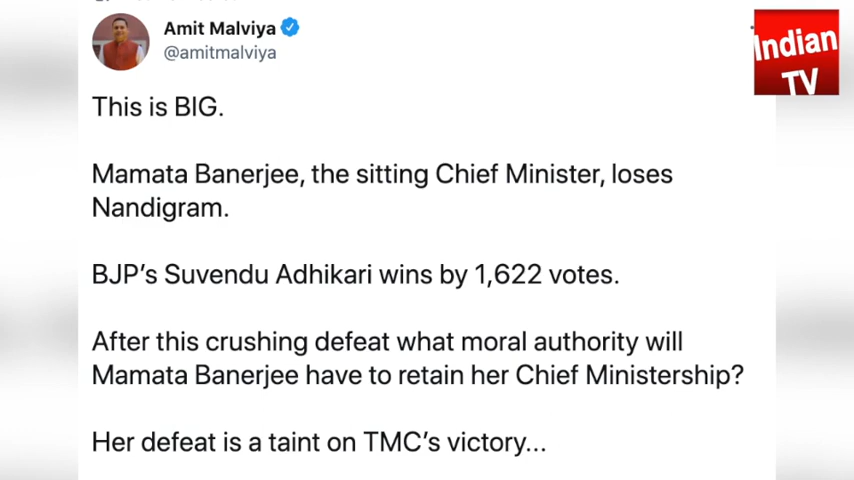 Amit Malviya
@amitmalviya
Indian
TV
This is BIG.
Mamata Banerjee, the sitting Chief Minister, loses
Nandigram.
BJP's Suvendu Adhikari wins by 1,622 votes.
After this crushing defeat what moral authority will
Mamata Banerjee have to retain her Chief Ministership?
Her defeat is a taint on TMC's victory...